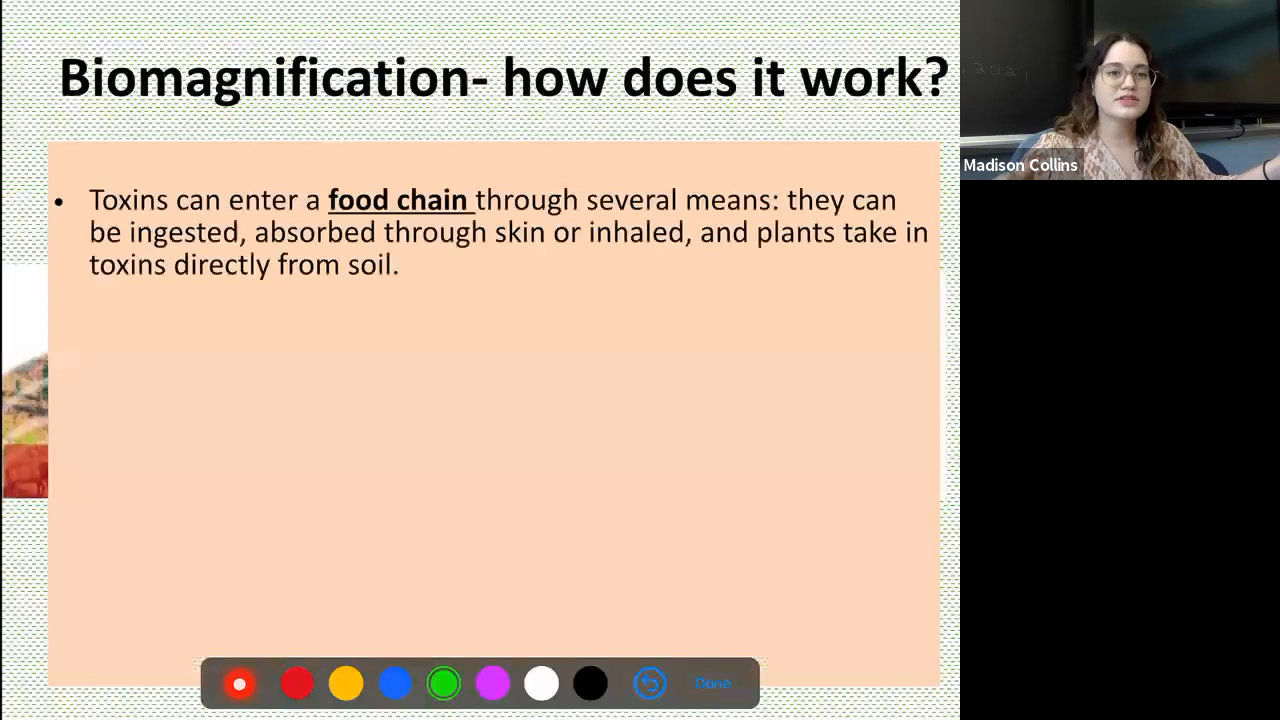 Biomagnification- how does it work?
• Toxins can enter a food chain through several means: they can
be ingested, absorbed through skin or inhaled, and plants take in
toxins directly from soil.
Madison Collins
Done